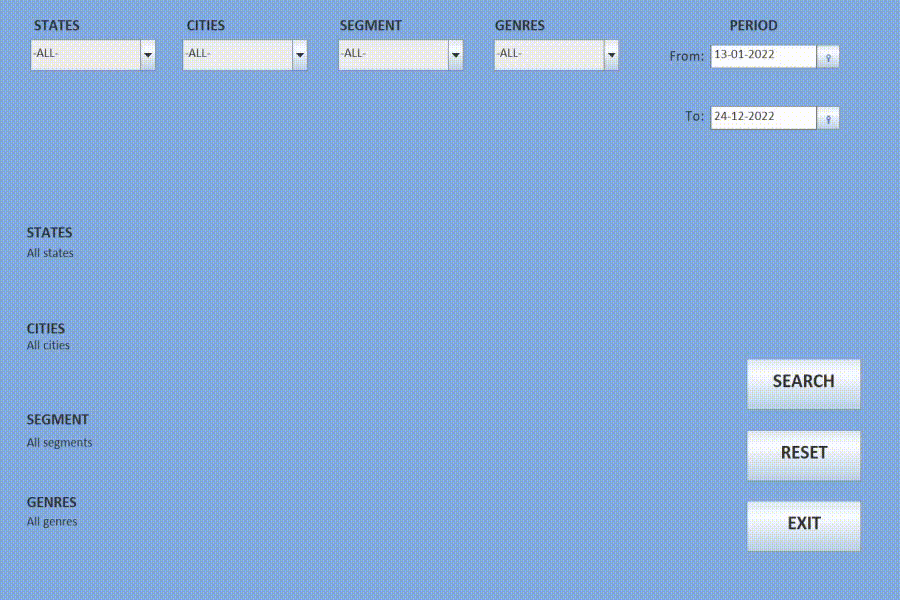 STATES CITIES SEGMENT GENRES PERIOD
-ALL- -ALL- -ALL- -ALL- From: 13-01-2022
To: 24-12-2022
STATES
All states
CITIES
All cities
SEGMENT
All segments
GENRES
All genres
SEARCH
RESET
EXIT